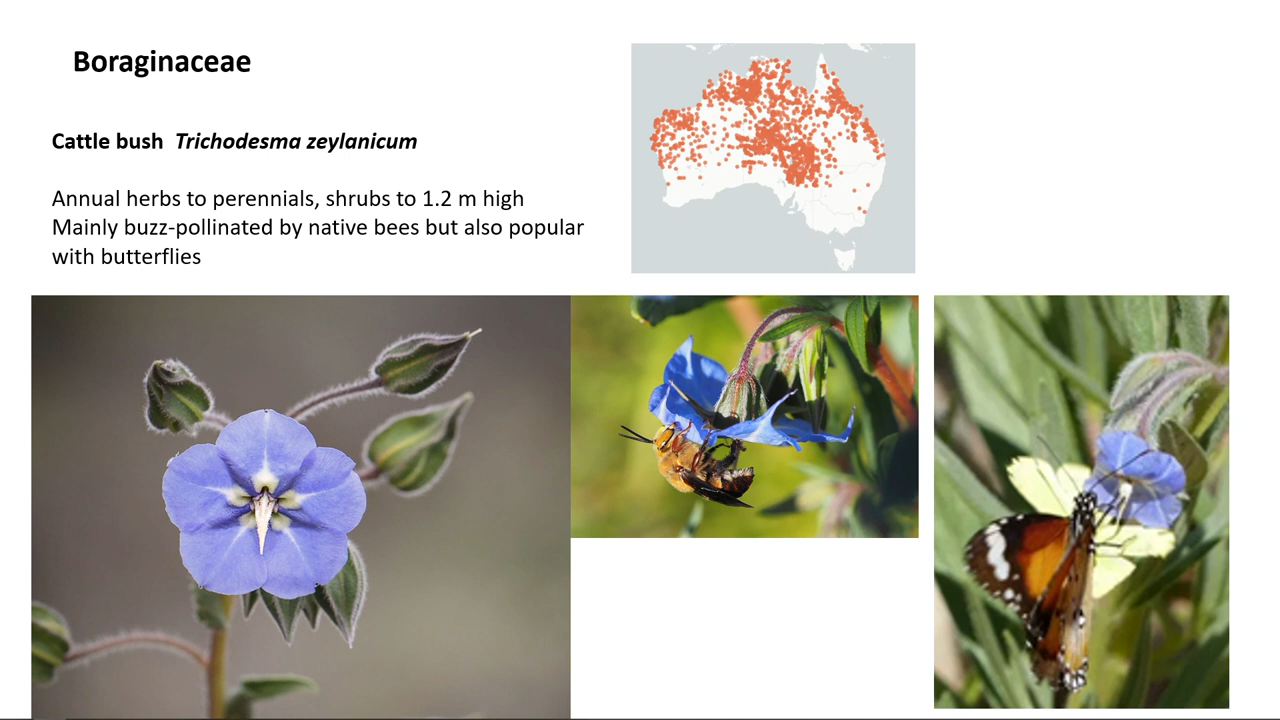 Boraginaceae
Cattle bush Trichodesma zeylanicum
Annual herbs to perennials, shrubs to 1.2 m high
Mainly buzz-pollinated by native bees but also popular
with butterflies